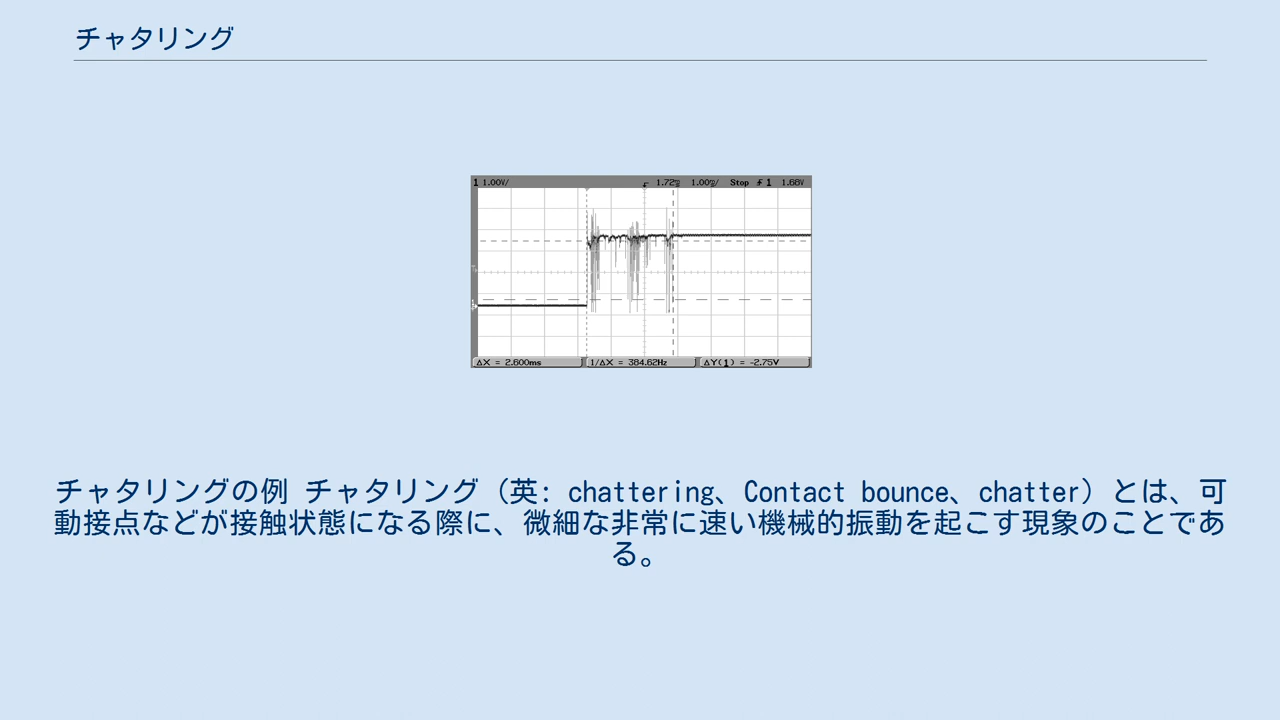 チャタリング
1 1.00V/ 1.72 1.00 / Stop 1 1.68V
ΔX = 2.600ms 1/ΔX = 384.62Hz ΔY(1) = -2.75V
チャタリングの例 チャタリング（英: chattering、Contact bounce、chatter）とは、可
動接点などが接触状態になる際に、微細な非常に速い機械的振動を起こす現象のことであ
る。